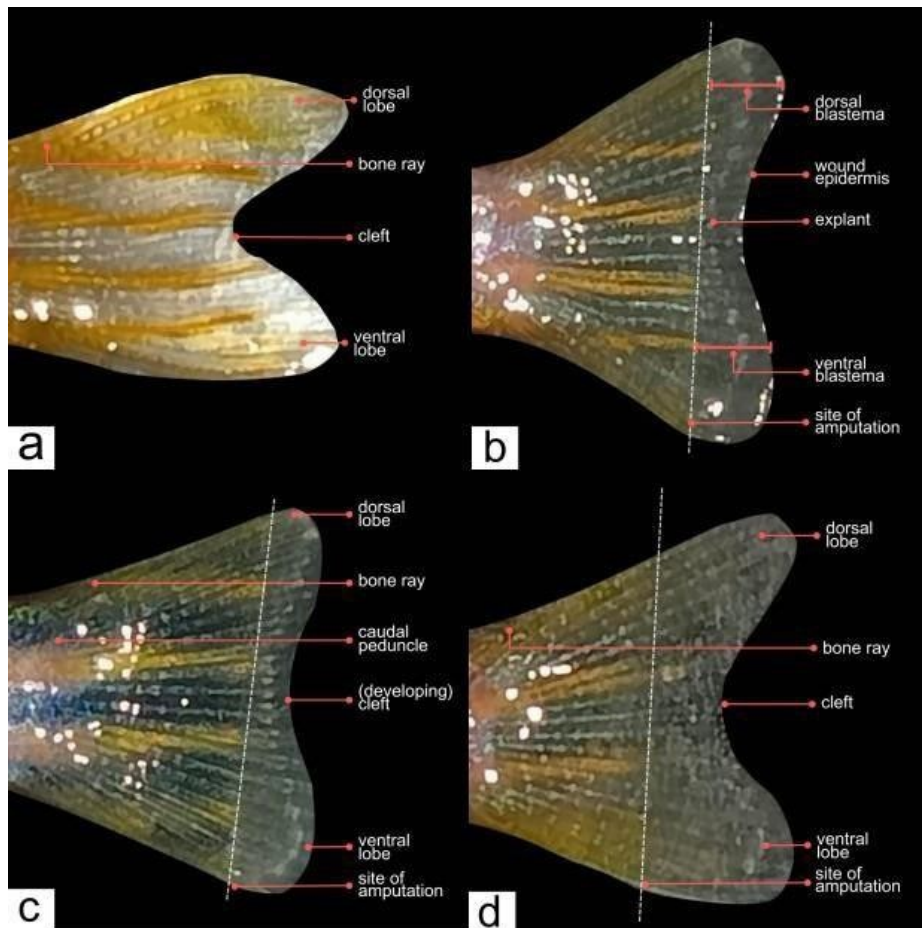 dorsal
lobe
bone ray
cleft
ventral
lobe
a
dorsal
blastema
wound
epidermis
explant
ventral
blastema
site of
amputation
b
dorsal
lobe
bone ray
caudal
peduncle
(developing)
cleft
ventral
lobe
site of
amputation
c
dorsal
lobe
bone ray
cleft
ventral
lobe
site of
amputation
d